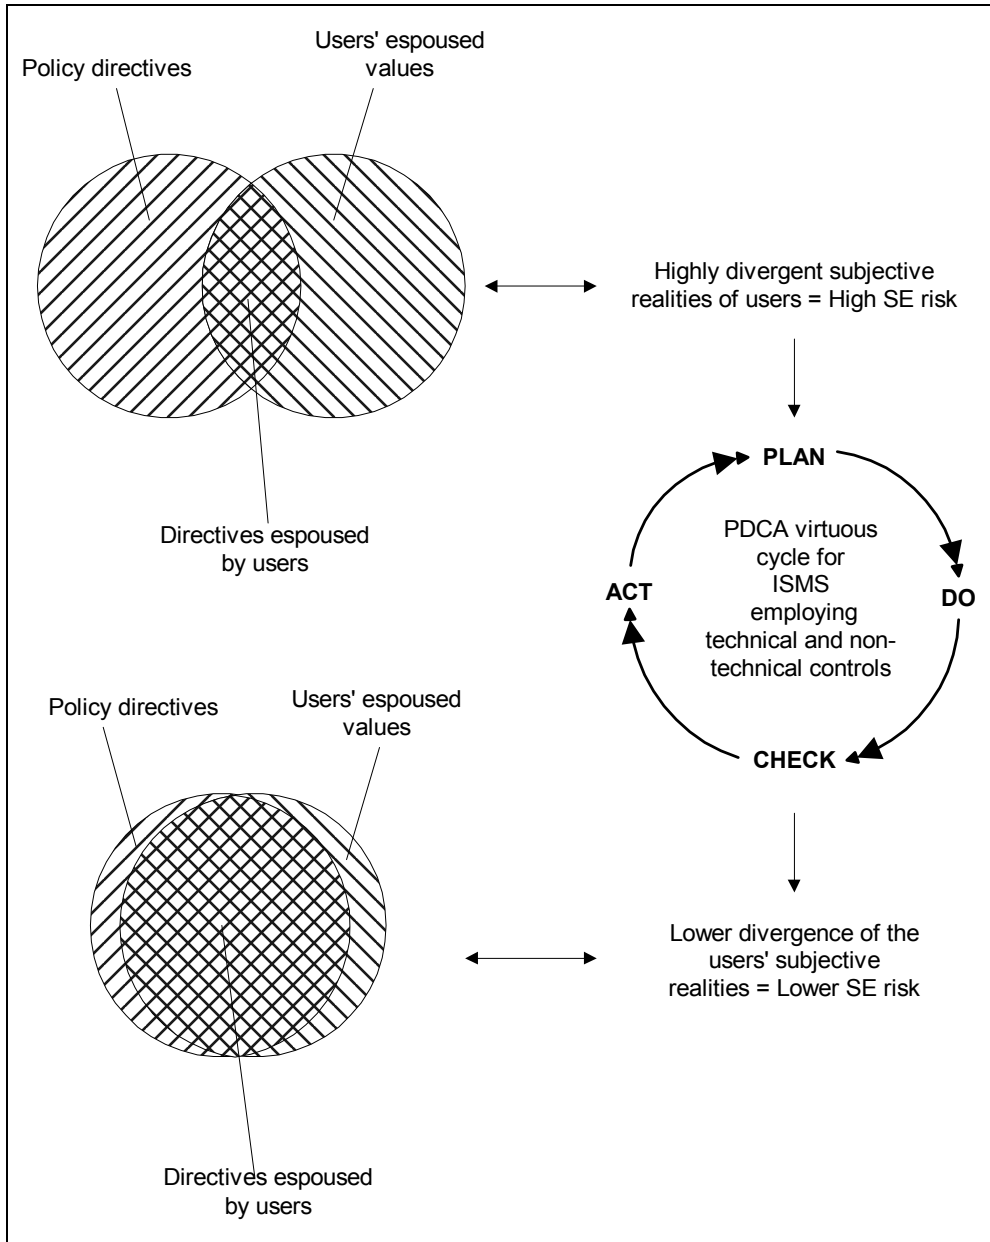 Policy directives
Users' espoused
values
Directives espoused
by users
Highly divergent subjective
realities of users = High SE risk
PLAN
DO
CHECK
ACT
PDCA virtuous
cycle for
ISMS
employing
technical and non-
technical controls
Policy directives
Users' espoused
values
Directives espoused
by users
Lower divergence of the
users' subjective
realities = Lower SE risk